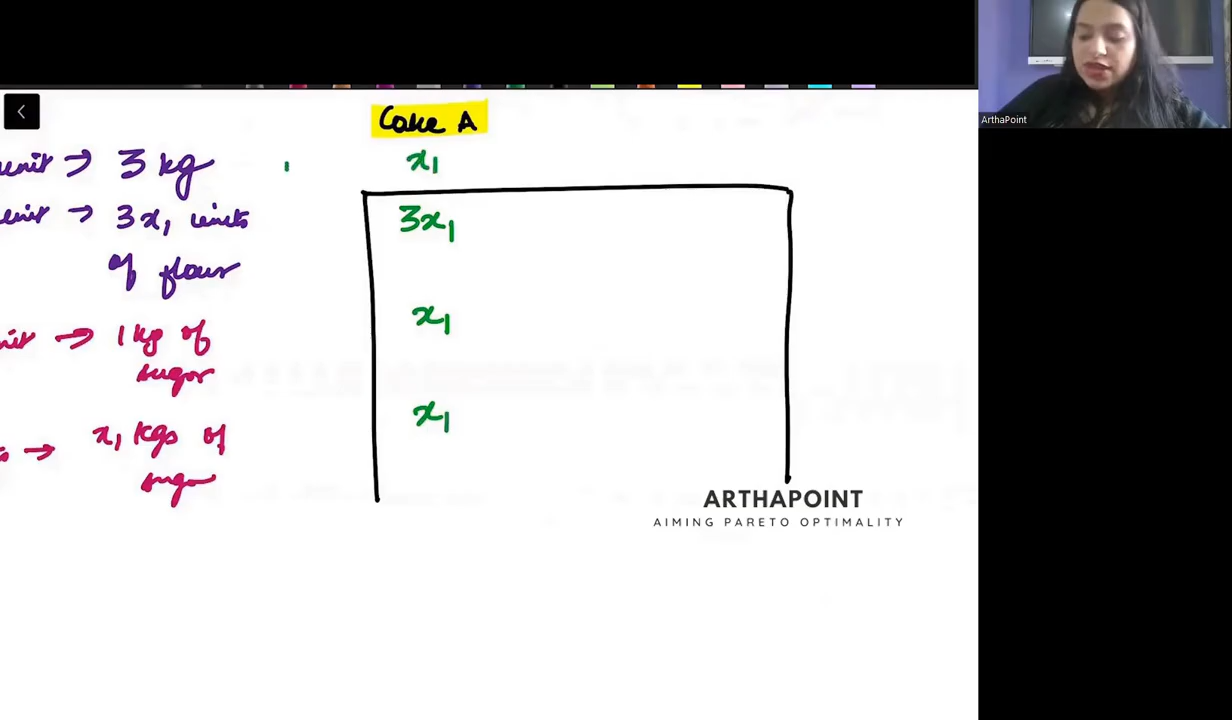 Cake A
unit → 3 kg
x1
unit → 3x1 units
of flour
3x1
→ 1 kg of
sugar
x1
→ x1 kgs of
sugar
x1
ARTHAPOINT
AIMING PARETO OPTIMALITY
ArthaPoint